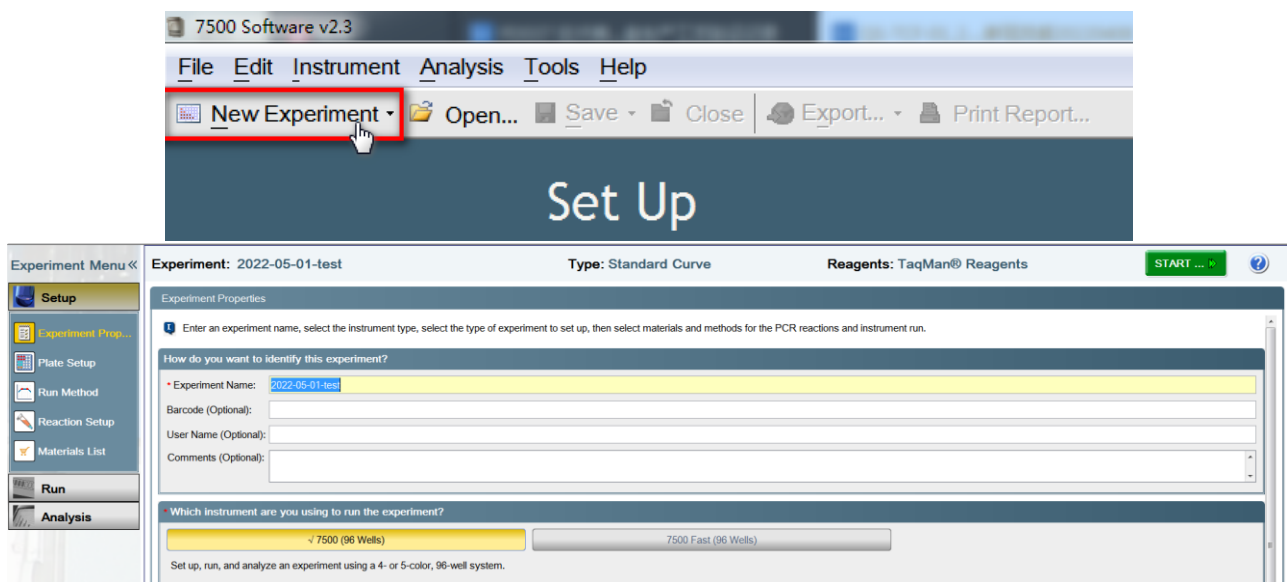 7500 Software v2.3
File Edit Instrument Analysis Tools Help
New Experiment Open... Save Close Export... Print Report...
Set Up
Experiment Menu «
Experiment: 2022-05-01-test Type: Standard Curve Reagents: TaqMan® Reagents START ... »
Setup
Experiment Properties
Experiment Prop...
Enter an experiment name, select the instrument type, select the type of experiment to set up, then select materials and methods for the PCR reactions and instrument run.
Plate Setup
How do you want to identify this experiment?
* Experiment Name: 2022-05-01-test
Run Method
Barcode (Optional):
Reaction Setup
User Name (Optional):
Materials List
Comments (Optional):
Run
Analysis
* Which instrument are you using to run the experiment?
√ 7500 (96 Wells) 7500 Fast (96 Wells)
Set up, run, and analyze an experiment using a 4- or 5-color, 96-well system.